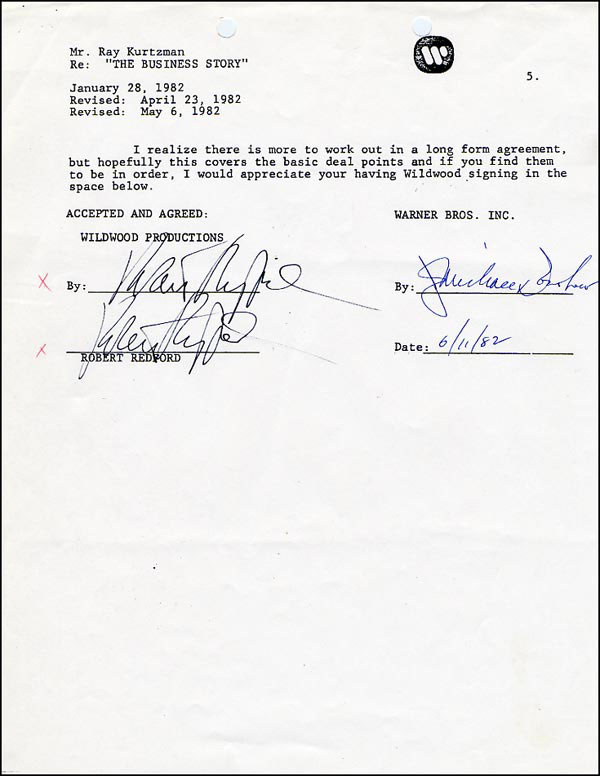 Mr. Ray Kurtzman
Re: "THE BUSINESS STORY"
5.
January 28, 1982
Revised: April 23, 1982
Revised: May 6, 1982
I realize there is more to work out in a long form agreement,
but hopefully this covers the basic deal points and if you find them
to be in order, I would appreciate your having Wildwood signing in the
space below.
ACCEPTED AND AGREED:
WARNER BROS. INC.
WILDWOOD PRODUCTIONS
X By:
By:
X
ROBERT REDFORD
Date: 6/11/82